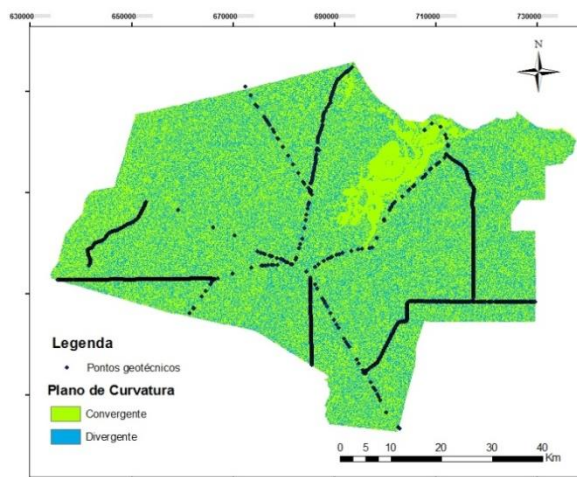 630000 650000 670000 690000 710000 730000
N
Legenda
Pontos geotécnicos
Plano de Curvatura
Convergente
Divergente
0 5 10 20 30 40
Km